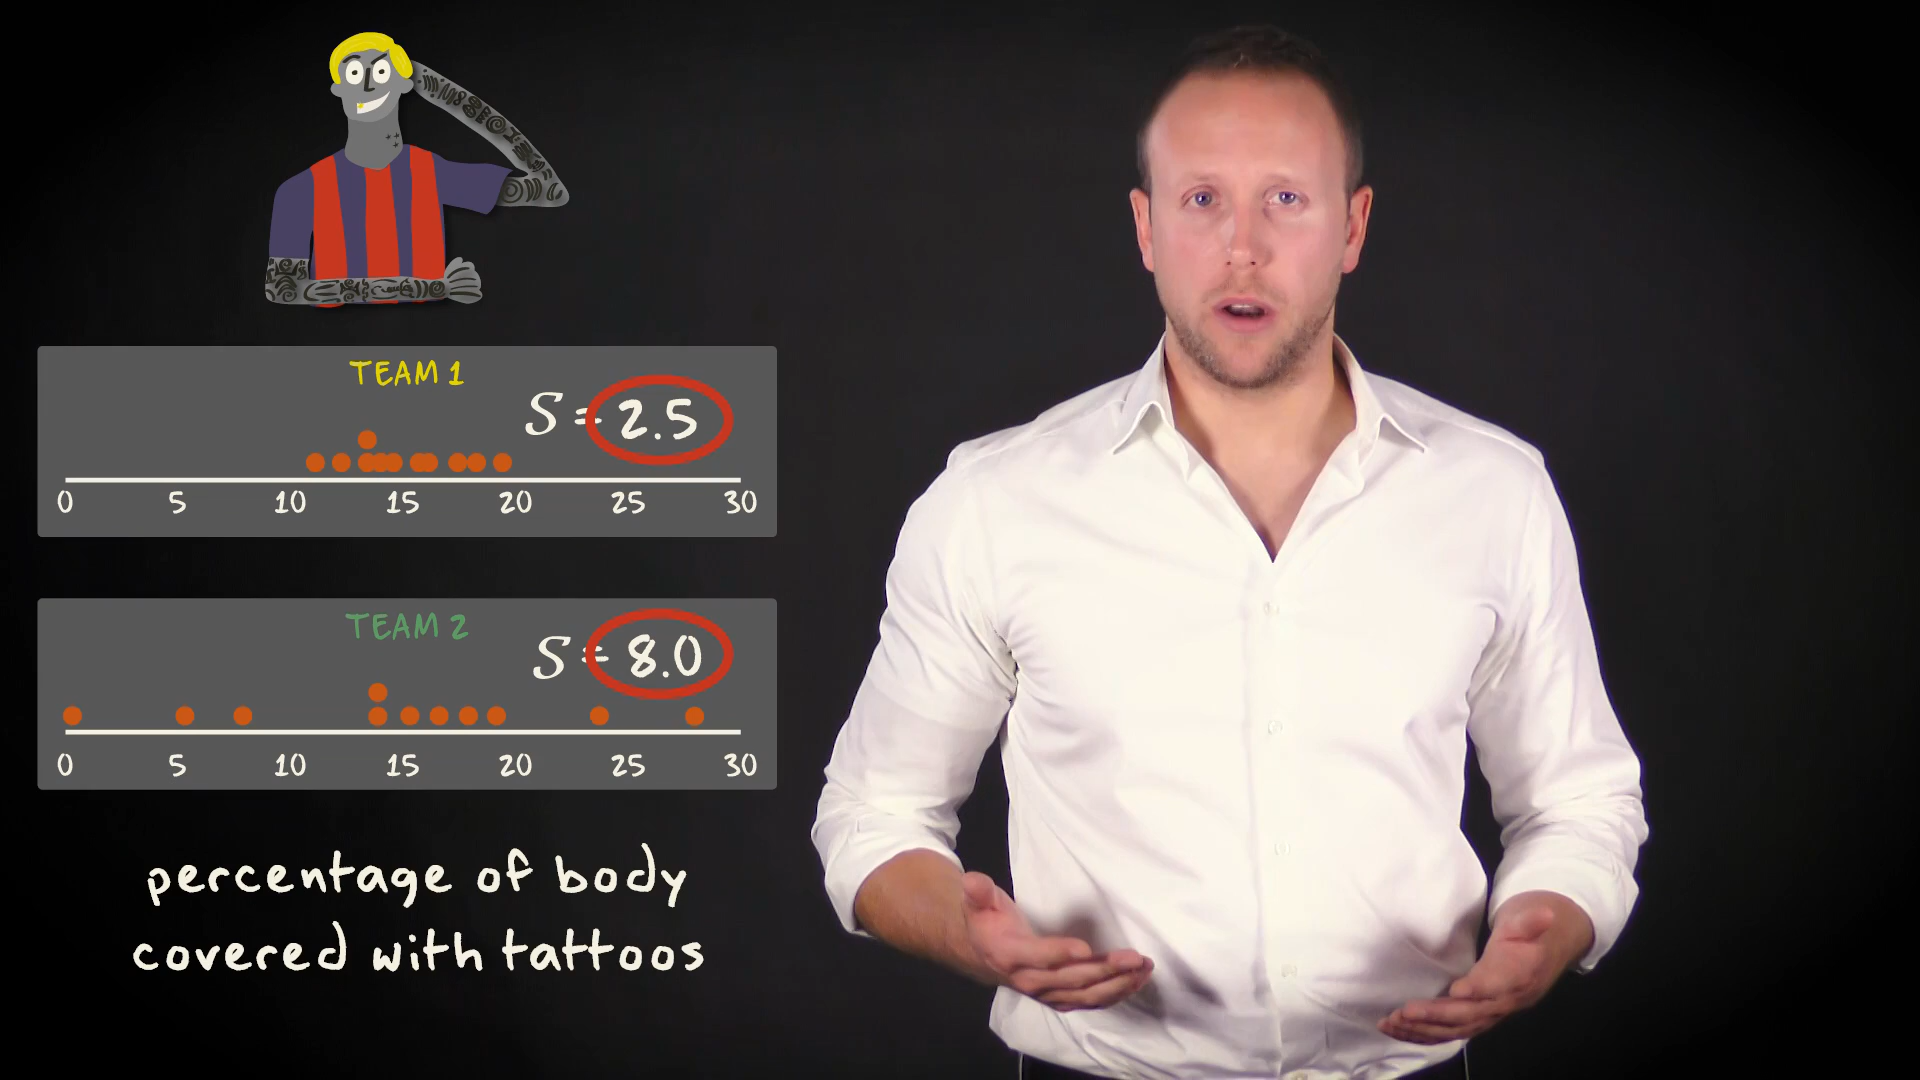 TEAM 1
S = 2.5
0 5 10 15 20 25 30
TEAM 2
S = 8.0
0 5 10 15 20 25 30
percentage of body
covered with tattoos